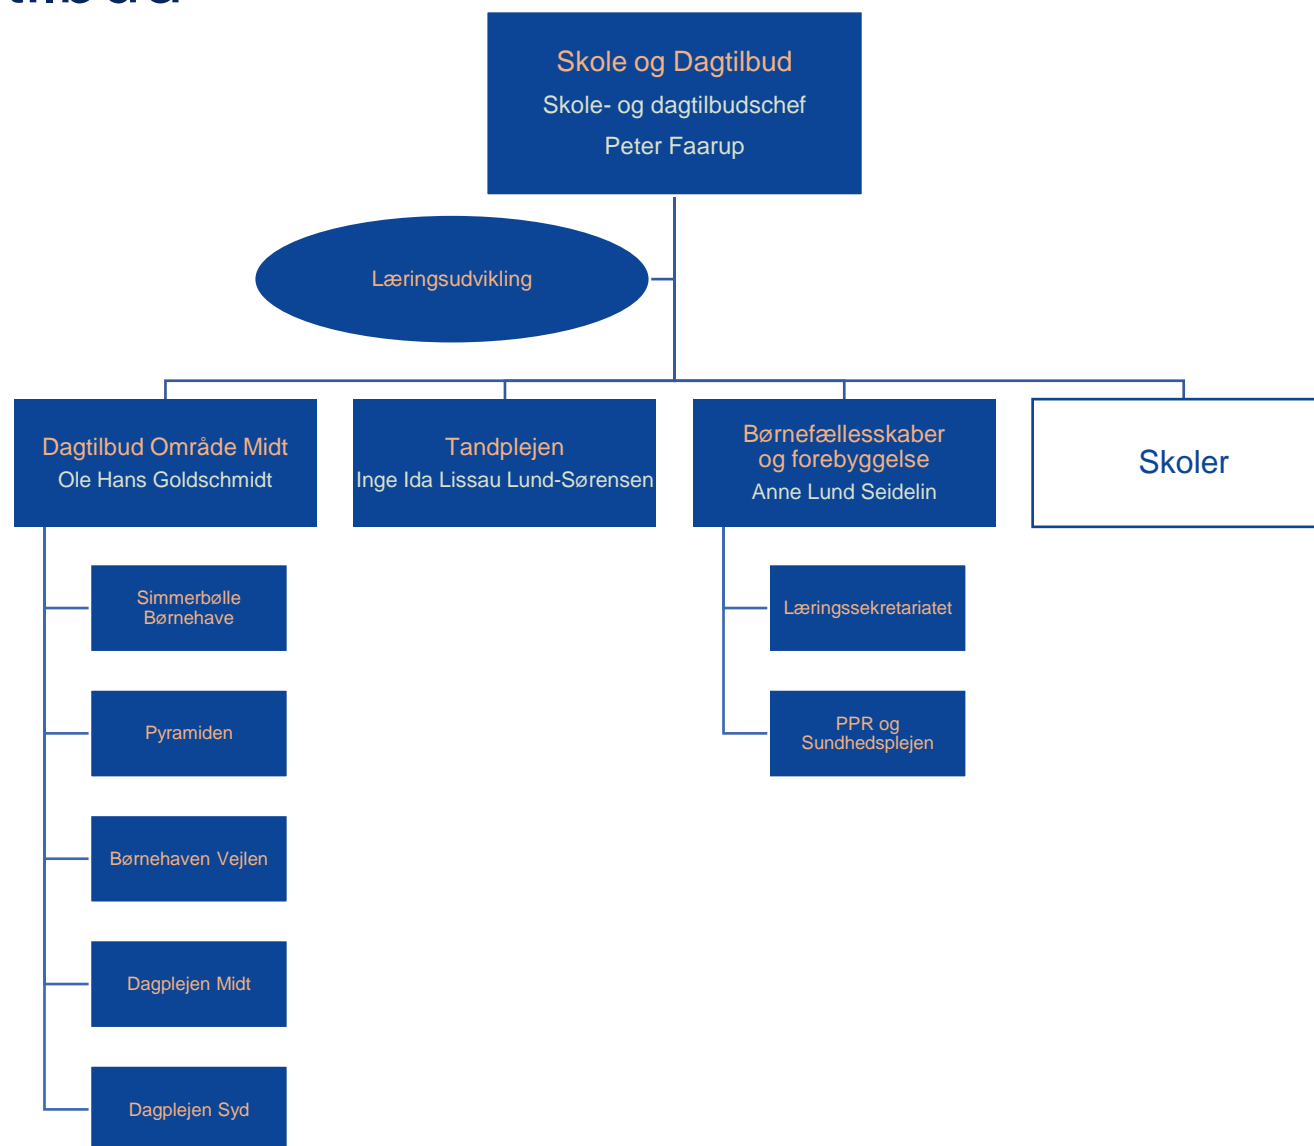 Skole og Dagtilbud
Skole- og dagtilbudschef
Peter Faarup
Læringsudvikling
Dagtilbud Område Midt
Ole Hans Goldschmidt
Tandplejen
Inge Ida Lissau Lund-Sørensen
Børnefællesskaber
og forebyggelse
Anne Lund Seidelin
Skoler
Simmerbølle
Børnehave
Pyramiden
Børnehaven Vejlen
Dagplejen Midt
Dagplejen Syd
Læringssekretariatet
PPR og
Sundhedsplejen